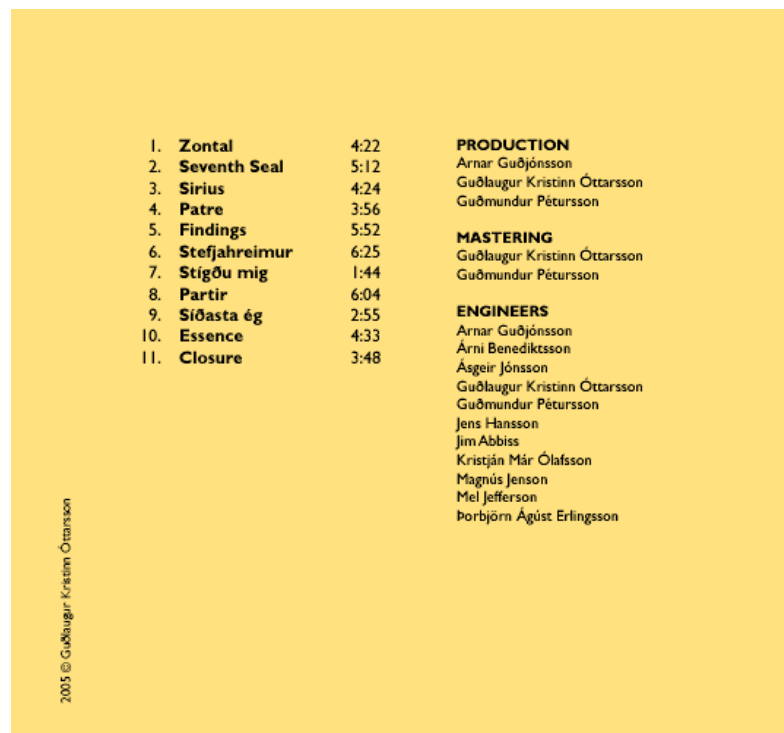 1. Zontal 4:22
2. Seventh Seal 5:12
3. Sirius 4:24
4. Patre 3:56
5. Findings 5:52
6. Stefjahreimur 6:25
7. Stígðu mig 1:44
8. Partir 6:04
9. Síðasta ég 2:55
10. Essence 4:33
11. Closure 3:48
PRODUCTION
Arnar Guðjónsson
Guðlaugur Kristinn Óttarsson
Guðmundur Pétursson
MASTERING
Guðlaugur Kristinn Óttarsson
Guðmundur Pétursson
ENGINEERS
Arnar Guðjónsson
Árni Benediktsson
Ásgeir Jónsson
Guðlaugur Kristinn Óttarsson
Guðmundur Pétursson
Jens Hansson
Jim Abbiss
Kristján Már Ólafsson
Magnús Jenson
Mel Jefferson
Þorbjörn Ágúst Erlingsson
2005 © Guðlaugur Kristinn Óttarsson